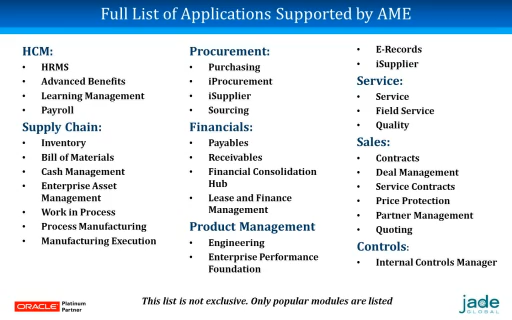 Full List of Applications Supported by AME
HCM:
• HRMS
• Advanced Benefits
• Learning Management
• Payroll
Supply Chain:
• Inventory
• Bill of Materials
• Cash Management
• Enterprise Asset
Management
• Work in Process
• Process Manufacturing
• Manufacturing Execution
Procurement:
• Purchasing
• iProcurement
• iSupplier
• Sourcing
Financials:
• Payables
• Receivables
• Financial Consolidation
Hub
• Lease and Finance
Management
Product Management
• Engineering
• Enterprise Performance
Foundation
• E-Records
• iSupplier
Service:
• Service
• Field Service
• Quality
Sales:
• Contracts
• Deal Management
• Service Contracts
• Price Protection
• Partner Management
• Quoting
Controls:
• Internal Controls Manager
ORACLE Platinum
Partner
This list is not exclusive. Only popular modules are listed
jade
GLOBAL